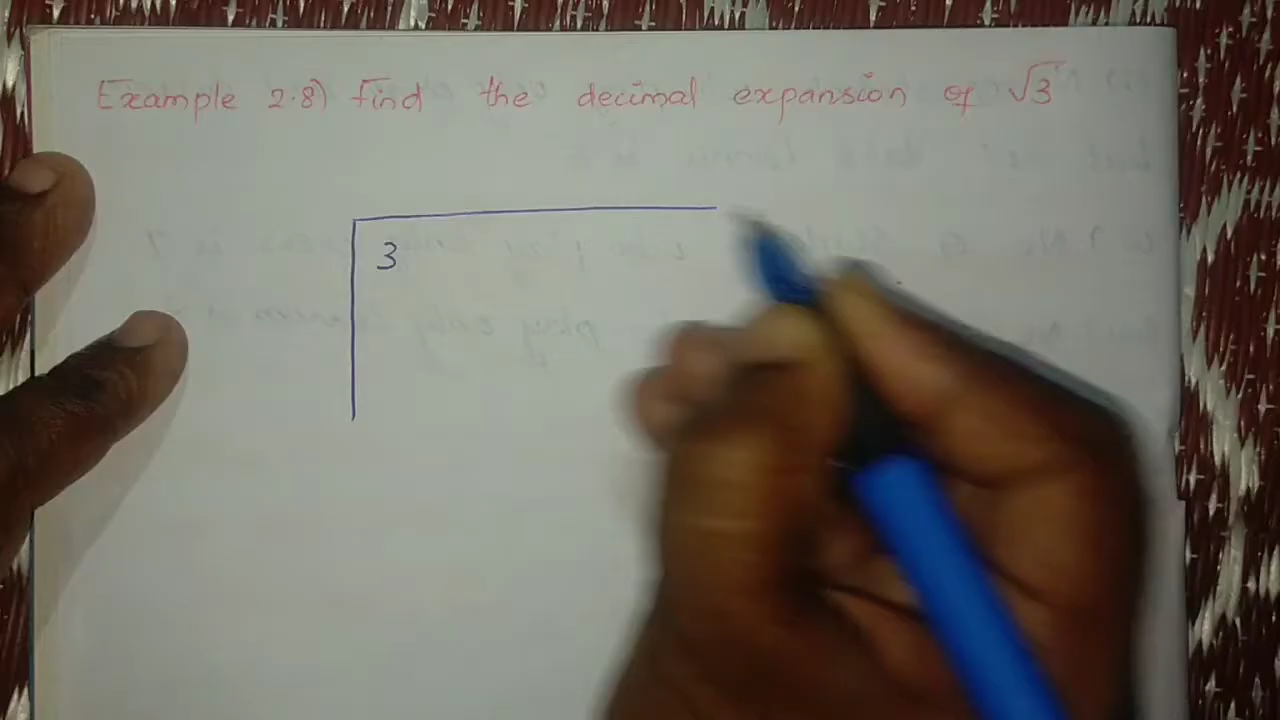 Example 2.8) Find the decimal expansion of √3
3